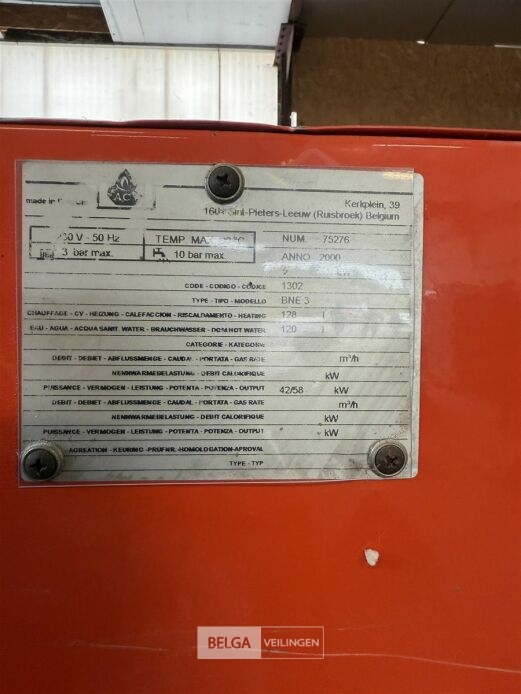 made in
AC
Kerkplein, 39
Sint-Pieters-Leeuw (Ruisbroek) Belgium
V - 50 Hz
TEMP MAX
NUM 75276
3 bar max.
10 bar max.
ANNO 2000
CODE - CODIGO - CODICE 1302
TYPE - TIPO - MODELLO BNE 3
CHAUFFAGE - CV - HEIZUNG - CALEFACCION - RISCALDAMENTO - HEATING 128 l
EAU - AGUA - ACQUA SANIT. WATER - BRAUCHWASSER - DOM HOT WATER 120 l
CATEGORIE - KATEGORIE
DEBIT - DEBIET - ABFLUSSMENGE - CAUDAL - PORTATA - GAS RATE m³/h
NENNWARMEBELASTUNG - DEBIT CALORIFIQUE kW
PUISSANCE - VERMOGEN - LEISTUNG - POTENTA - POTENZA - OUTPUT 42/58 kW
DEBIT - DEBIET - ABFLUSSMENGE - CAUDAL - PORTATA - GAS RATE m³/h
NENNWARMEBELASTUNG - DEBIT CALORIFIQUE kW
PUISSANCE - VERMOGEN - LEISTUNG - POTENTA - POTENZA - OUTPUT kW
AGREATION - KEURING - PRUFNR. - HOMOLOGATION - APROVAL
TYPE - TYP
BELGA VEILINGEN